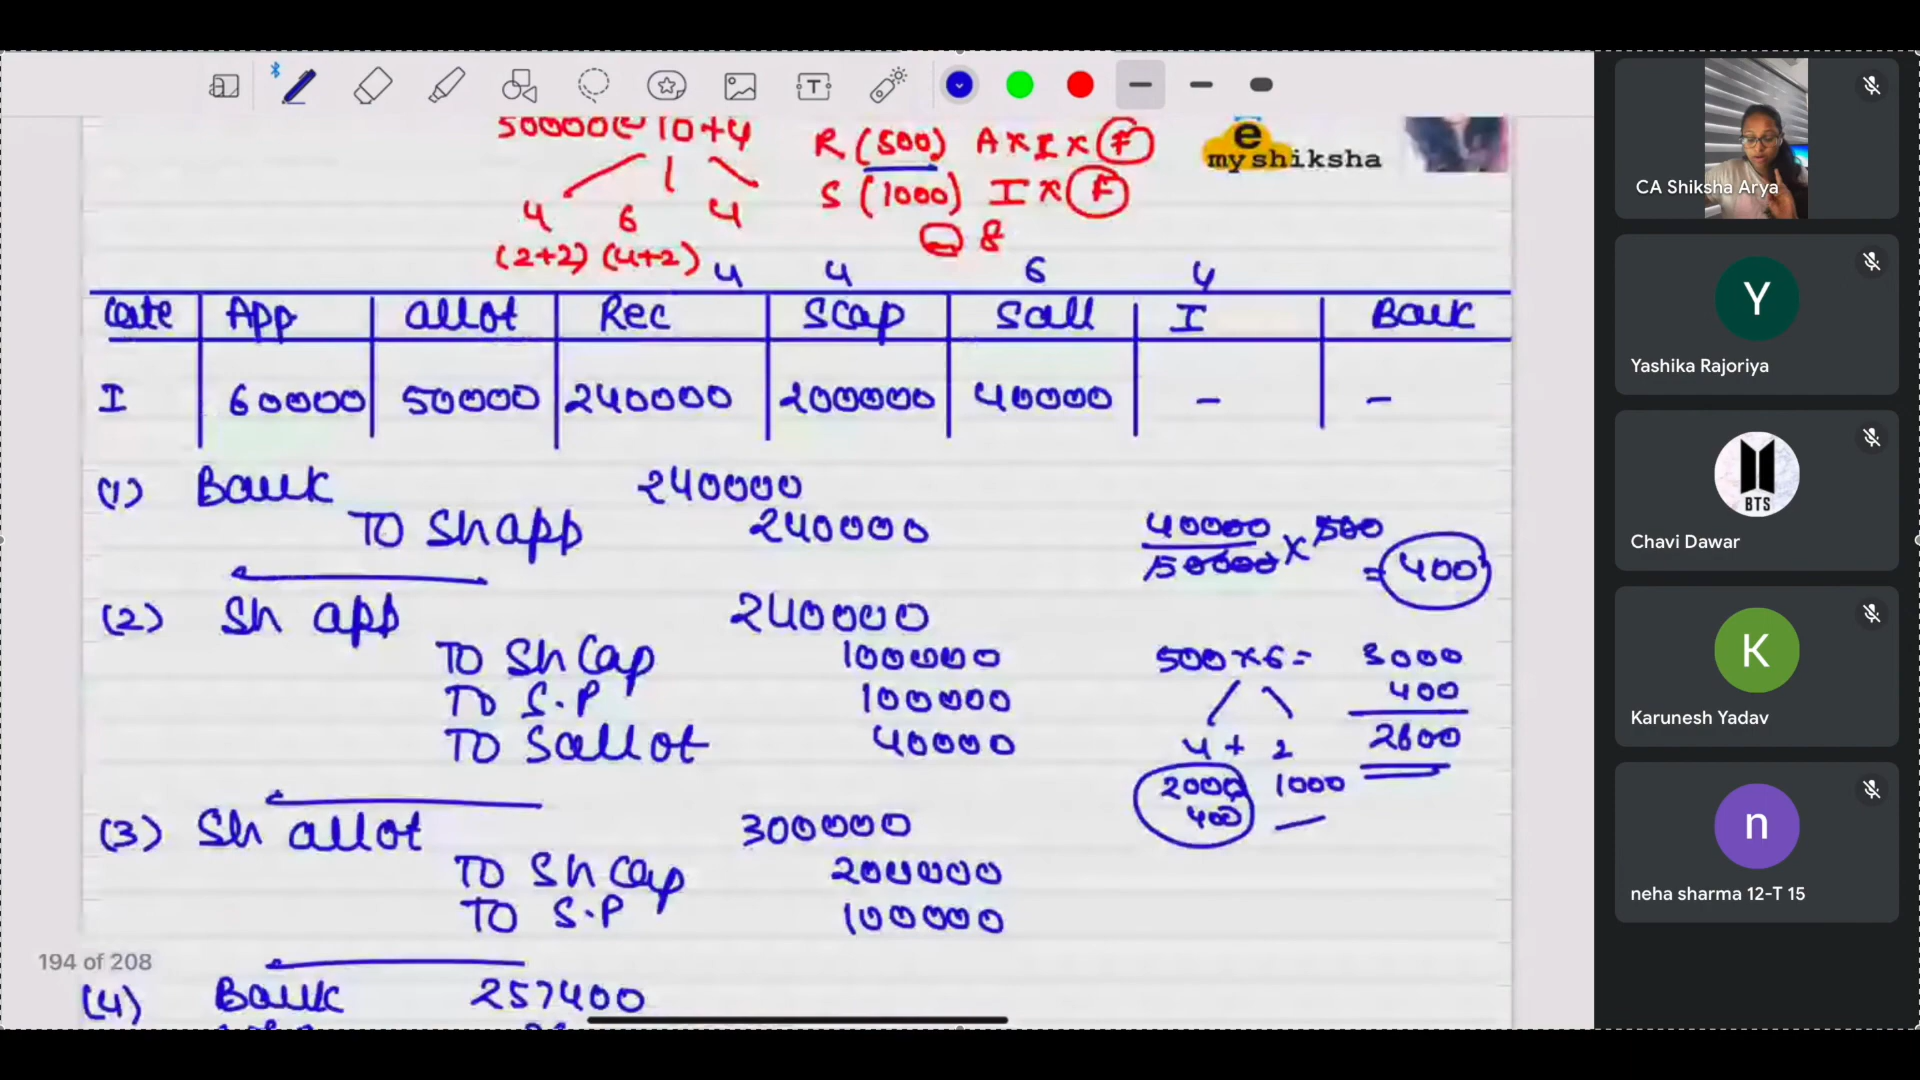 50000@ 10+4
R (500) A×I×(F)
e
myshiksha
4 6 4
S (1000) I×(F)
8
(2+2) (4+2)
4 4 6 4
Cate App allot Rec Scap Sall I Bank
I 60000 50000 240000 200000 40000 - -
(1) Bank 240000
TO Sh app 240000
40000/50000 × 500 = 400
(2) Sh app 240000
TO Sh Cap 100000
TO S.P 100000
TO Sallot 40000
500×6= 3000
400
4 + 2 2600
2000 1000
400
(3) Sh allot 300000
TO Sh Cap 200000
TO S.P 100000
194 of 208
(4) Bank 257400
CA Shiksha Arya
Y
Yashika Rajoriya
BTS
Chavi Dawar
K
Karunesh Yadav
n
neha sharma 12-T 15